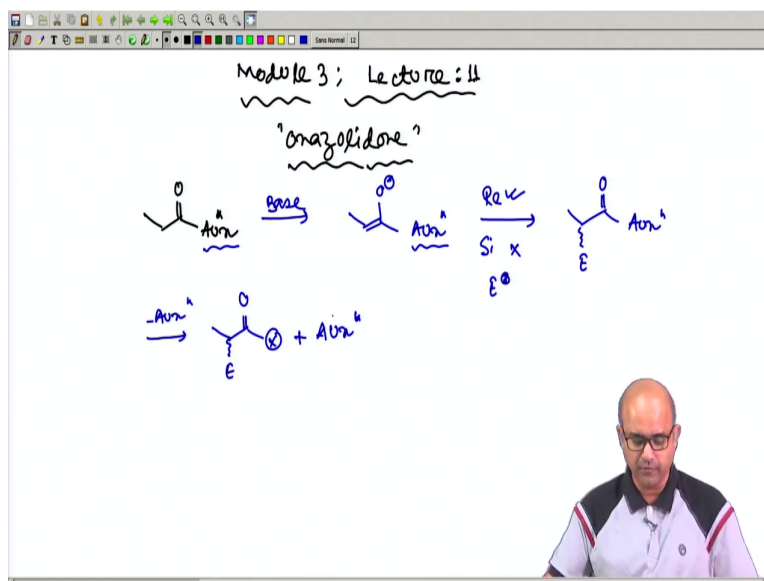 Sans Normal 12
Module 3; Lecture: 11
"Oxazolidone"
O
Aux*
Base
O⊖
Aux*
Re ✓
Si x
E⊕
O
Aux*
E
-Aux*
O
X + Aux*
E